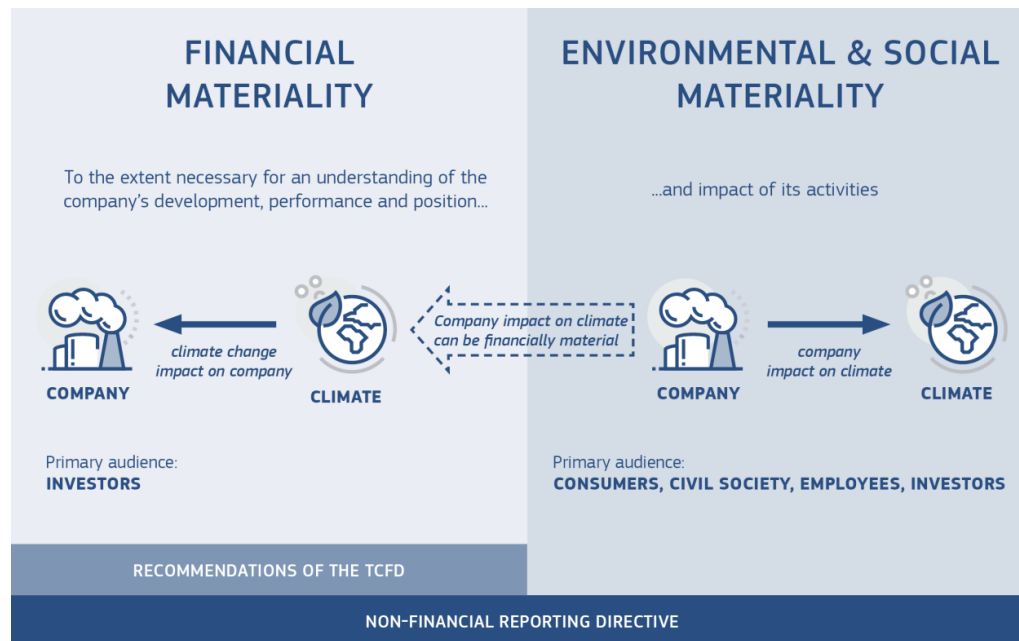 FINANCIAL
MATERIALITY
To the extent necessary for an understanding of the
company's development, performance and position...
climate change
impact on company
COMPANY
CLIMATE
Primary audience:
INVESTORS
Company impact on climate
can be financially material
ENVIRONMENTAL & SOCIAL
MATERIALITY
...and impact of its activities
company
impact on climate
COMPANY
CLIMATE
Primary audience:
CONSUMERS, CIVIL SOCIETY, EMPLOYEES, INVESTORS
RECOMMENDATIONS OF THE TCFD
NON-FINANCIAL REPORTING DIRECTIVE